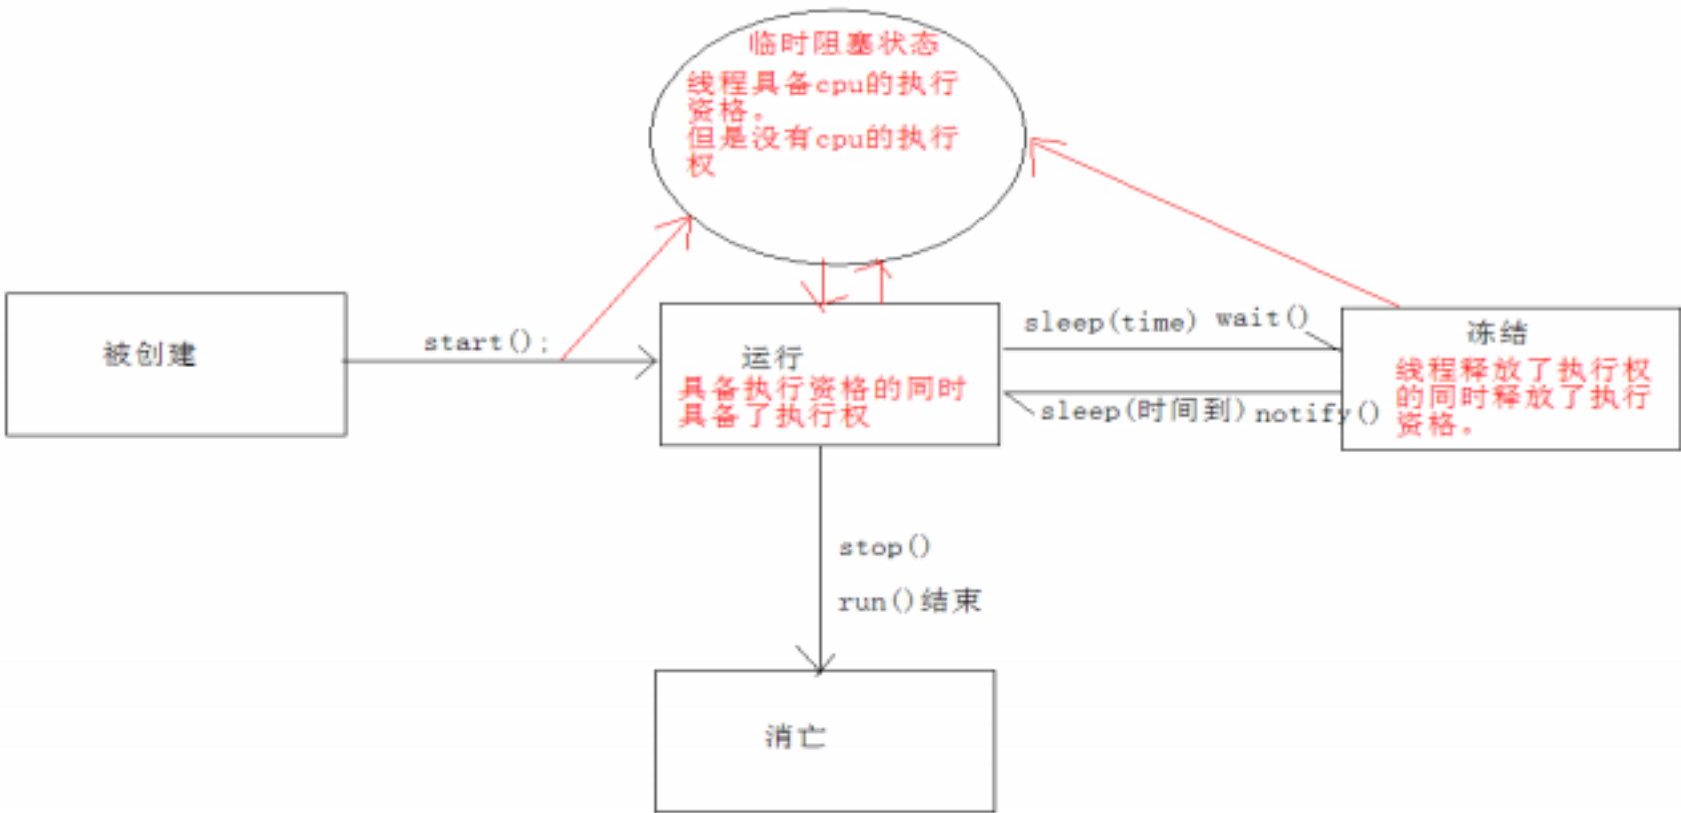 临时阻塞状态
线程具备cpu的执行
资格。
但是没有cpu的执行
权
被创建
start();
运行
具备执行资格的同时
具备了执行权
sleep(time) wait()
sleep(时间到) notify()
冻结
线程释放了执行权
的同时释放了执行
资格。
stop()
run()结束
消亡